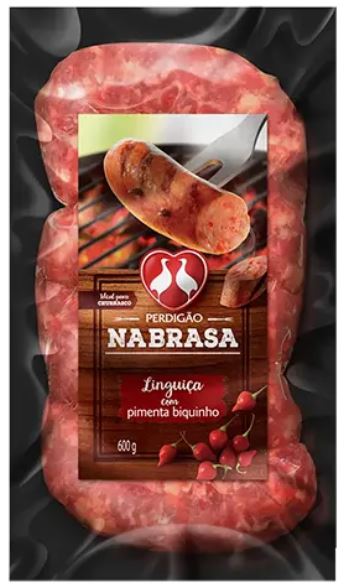 Ideal para
CHURRASCO
PERDIGÃO
NABRASA
Linguiça
com
pimenta biquinho
600 g